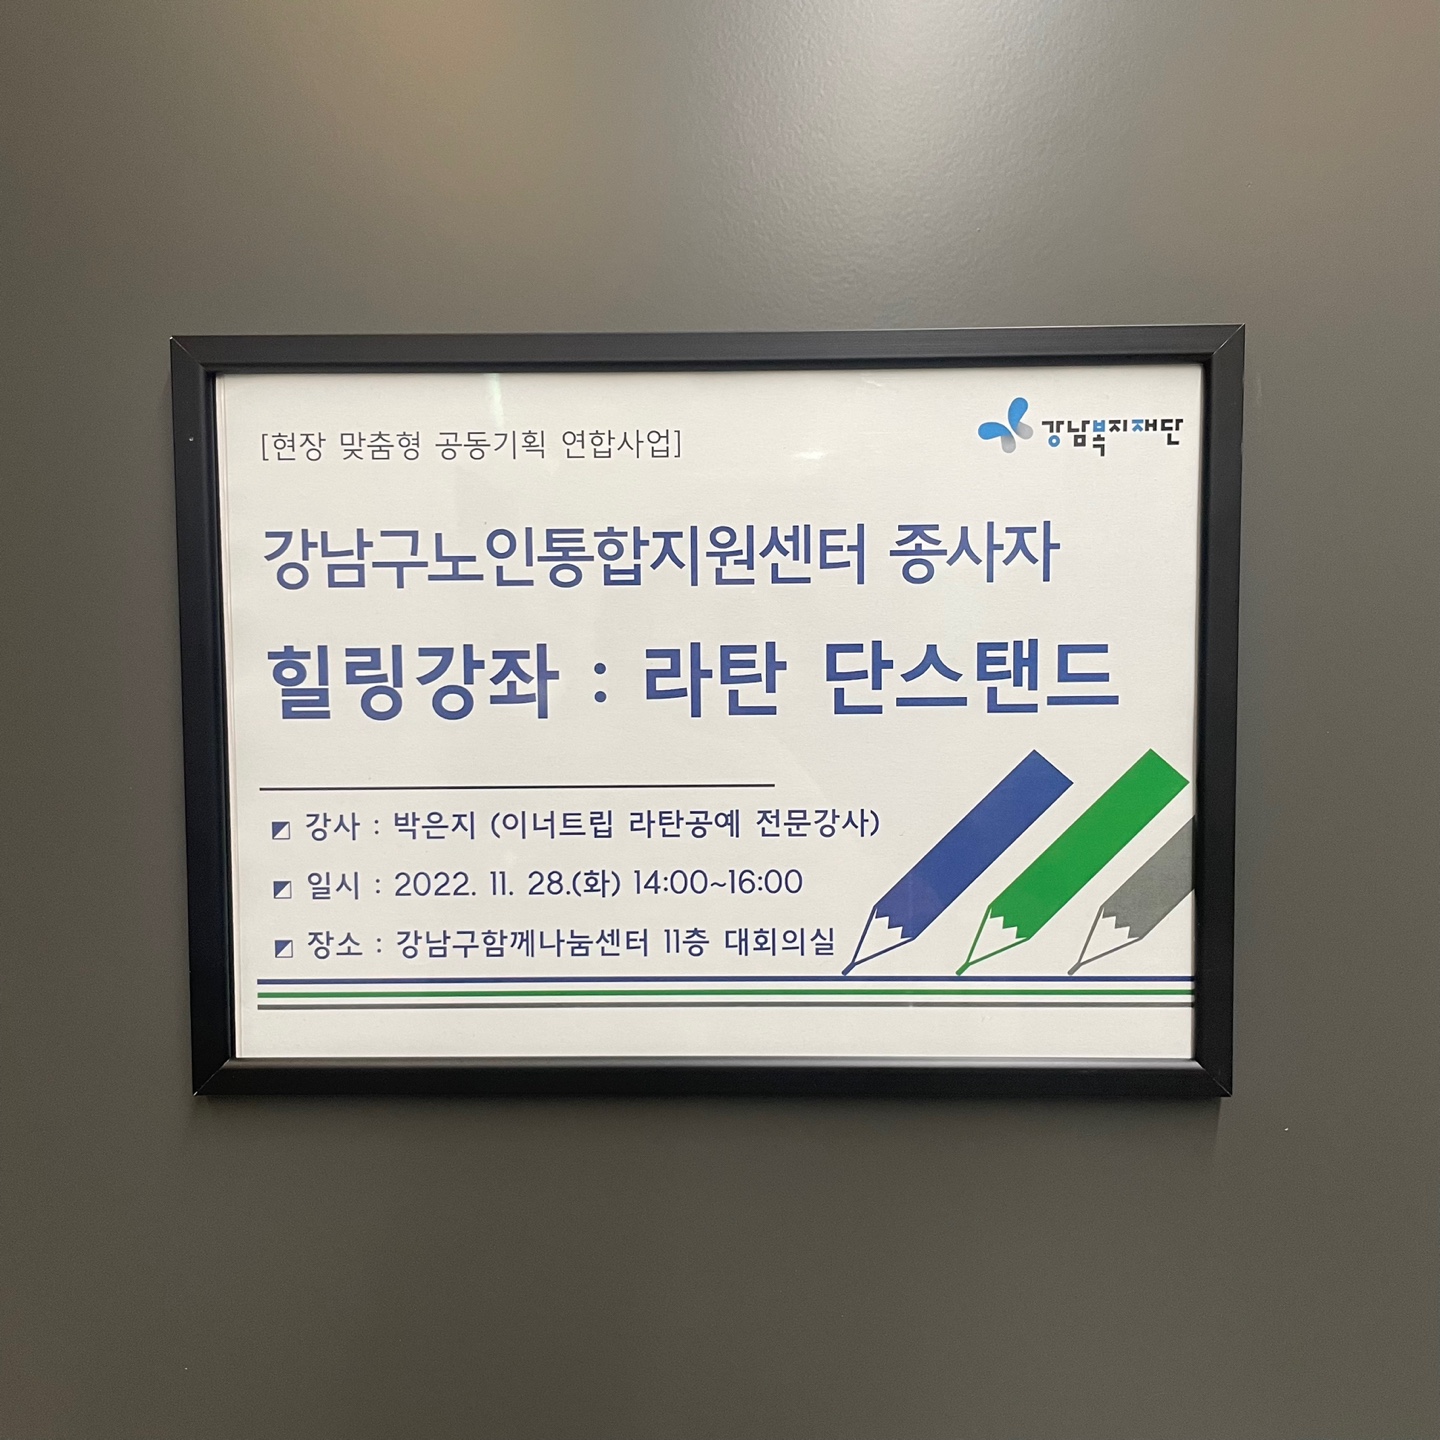 [현장 맞춤형 공동기획 연합사업]
강남복지재단
강남구노인통합지원센터 종사자
힐링강좌 : 라탄 단스탠드
강사 : 박은지 (이너트립 라탄공예 전문강사)
일시 : 2022. 11. 28.(화) 14:00~16:00
장소 : 강남구함께나눔센터 11층 대회의실